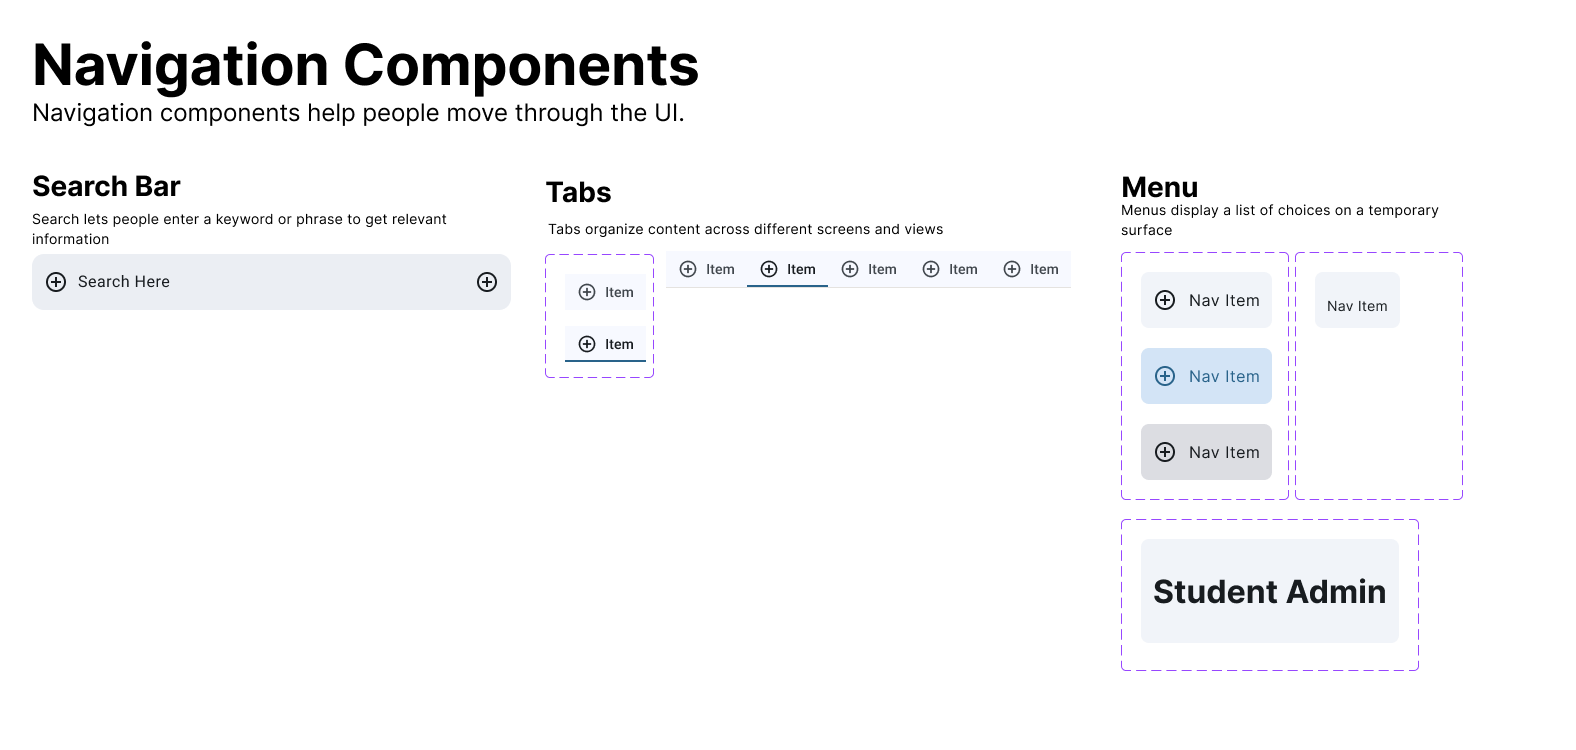 Navigation Components
Navigation components help people move through the UI.
Search Bar
Search lets people enter a keyword or phrase to get relevant
information
Search Here
Tabs
Tabs organize content across different screens and views
Item
Item
Item
Item
Item
Item
Item
Menu
Menus display a list of choices on a temporary
surface
Nav Item
Nav Item
Nav Item
Nav Item
Student Admin